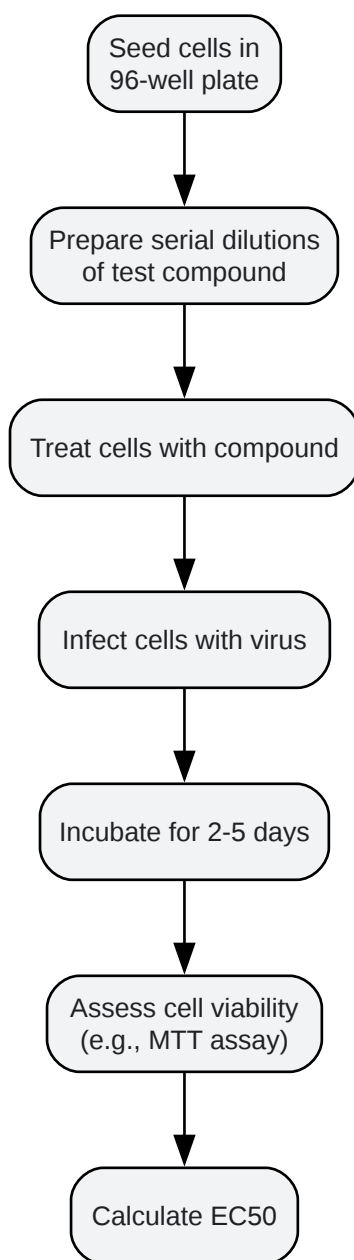 Seed cells in
96-well plate
Prepare serial dilutions
of test compound
Treat cells with compound
Infect cells with virus
Incubate for 2-5 days
Assess cell viability
(e.g., MTT assay)
Calculate EC50